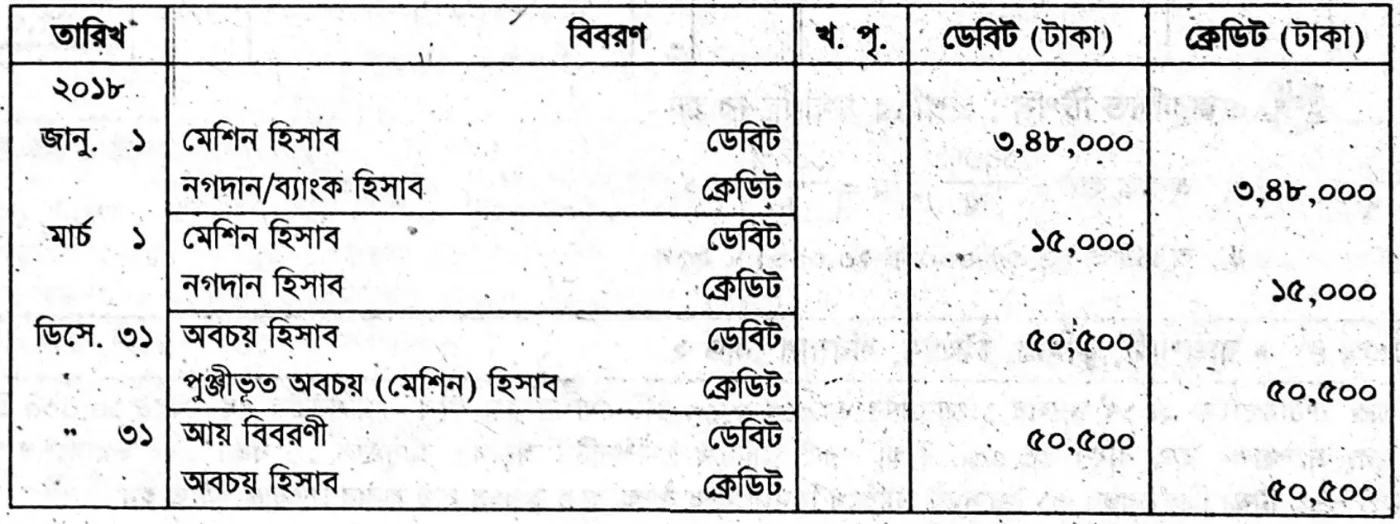 তারিখ বিবরণ খ. পৃ. ডেবিট (টাকা) ক্রেডিট (টাকা)
২০১৮
জানু. ১ মেশিন হিসাব ডেবিট ৩,৪৮,০০০
নগদান/ব্যাংক হিসাব ক্রেডিট ৩,৪৮,০০০
মার্চ ১ মেশিন হিসাব ডেবিট ১৫,০০০
নগদান হিসাব ক্রেডিট ১৫,০০০
ডিসে. ৩১ অবচয় হিসাব ডেবিট ৫০,৫০০
পুঞ্জীভূত অবচয় (মেশিন) হিসাব ক্রেডিট ৫০,৫০০
" ৩১ আয় বিবরণী ডেবিট ৫০,৫০০
অবচয় হিসাব ক্রেডিট ৫০,৫০০